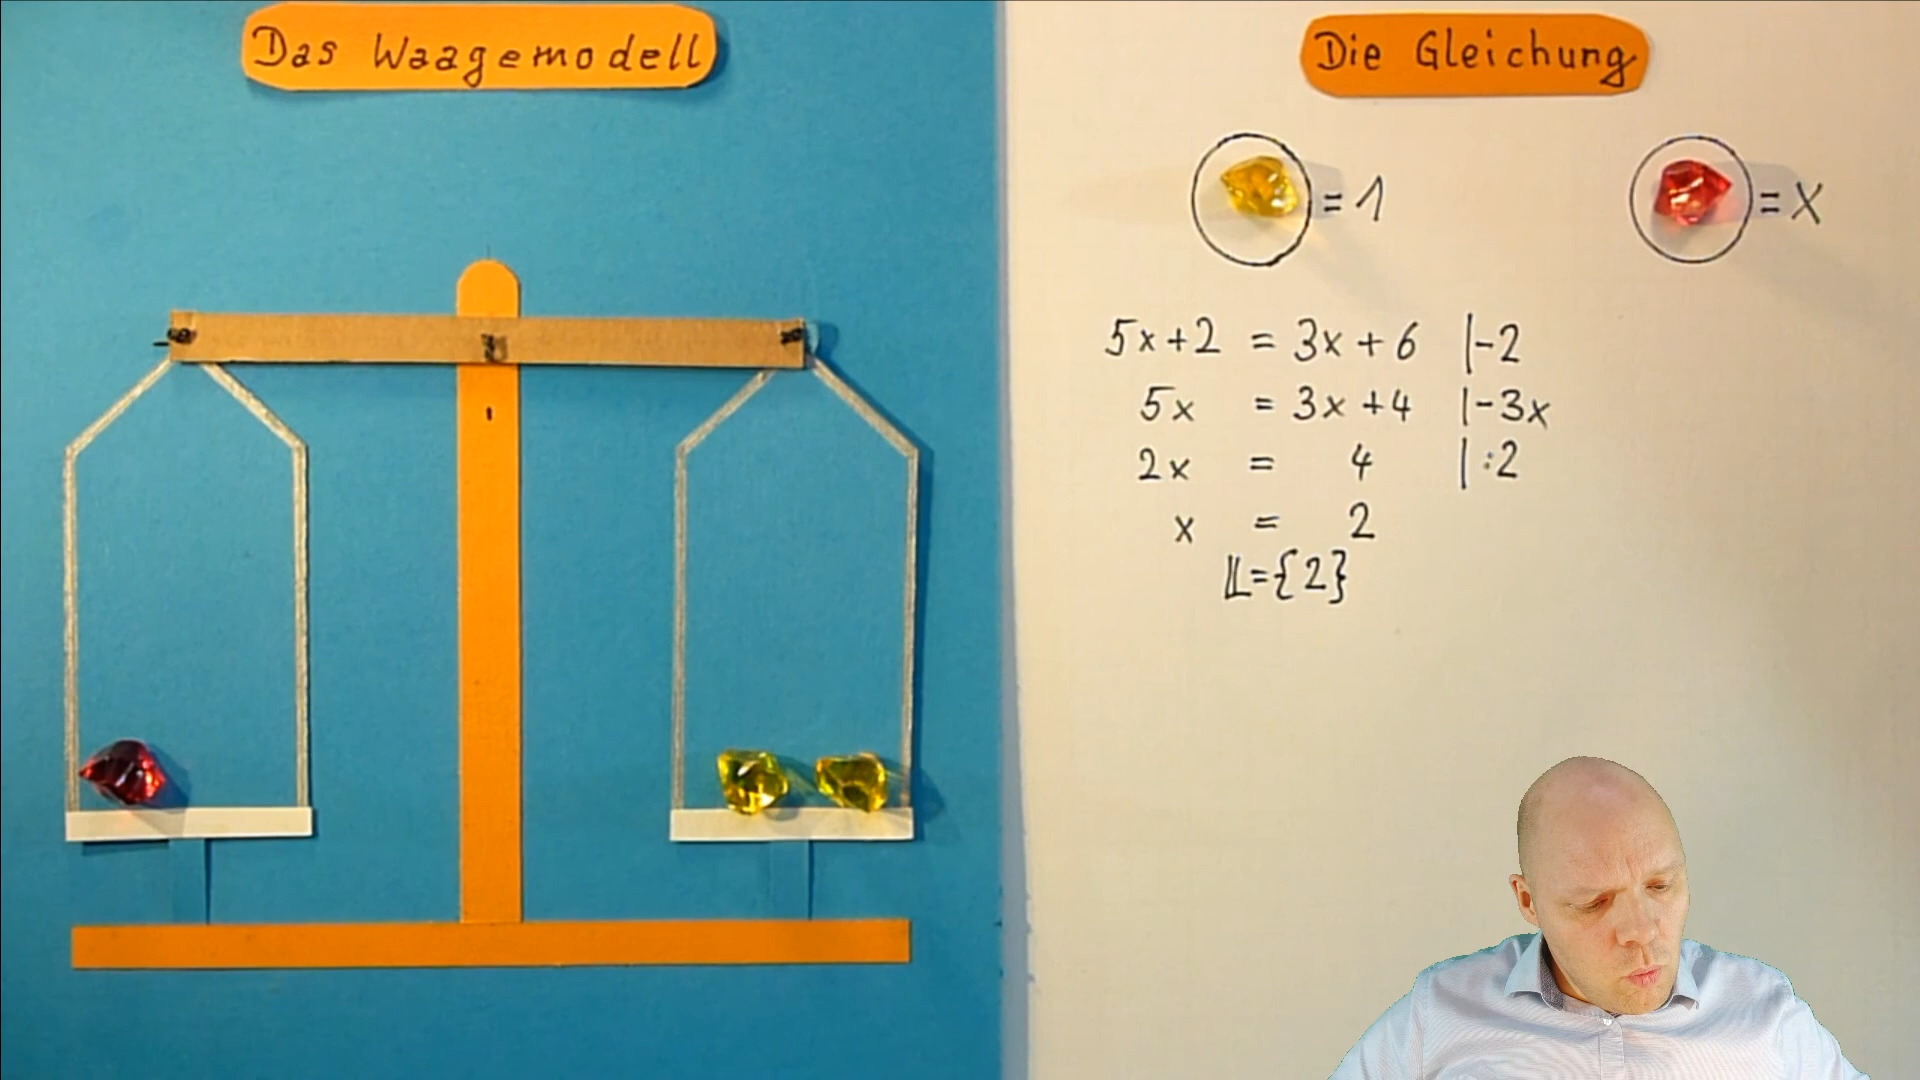 Das Waagemodell
Die Gleichung
= 1
= x
5x+2 = 3x+6 |-2
5x = 3x+4 |-3x
2x = 4 |:2
x = 2
𝕃={2}